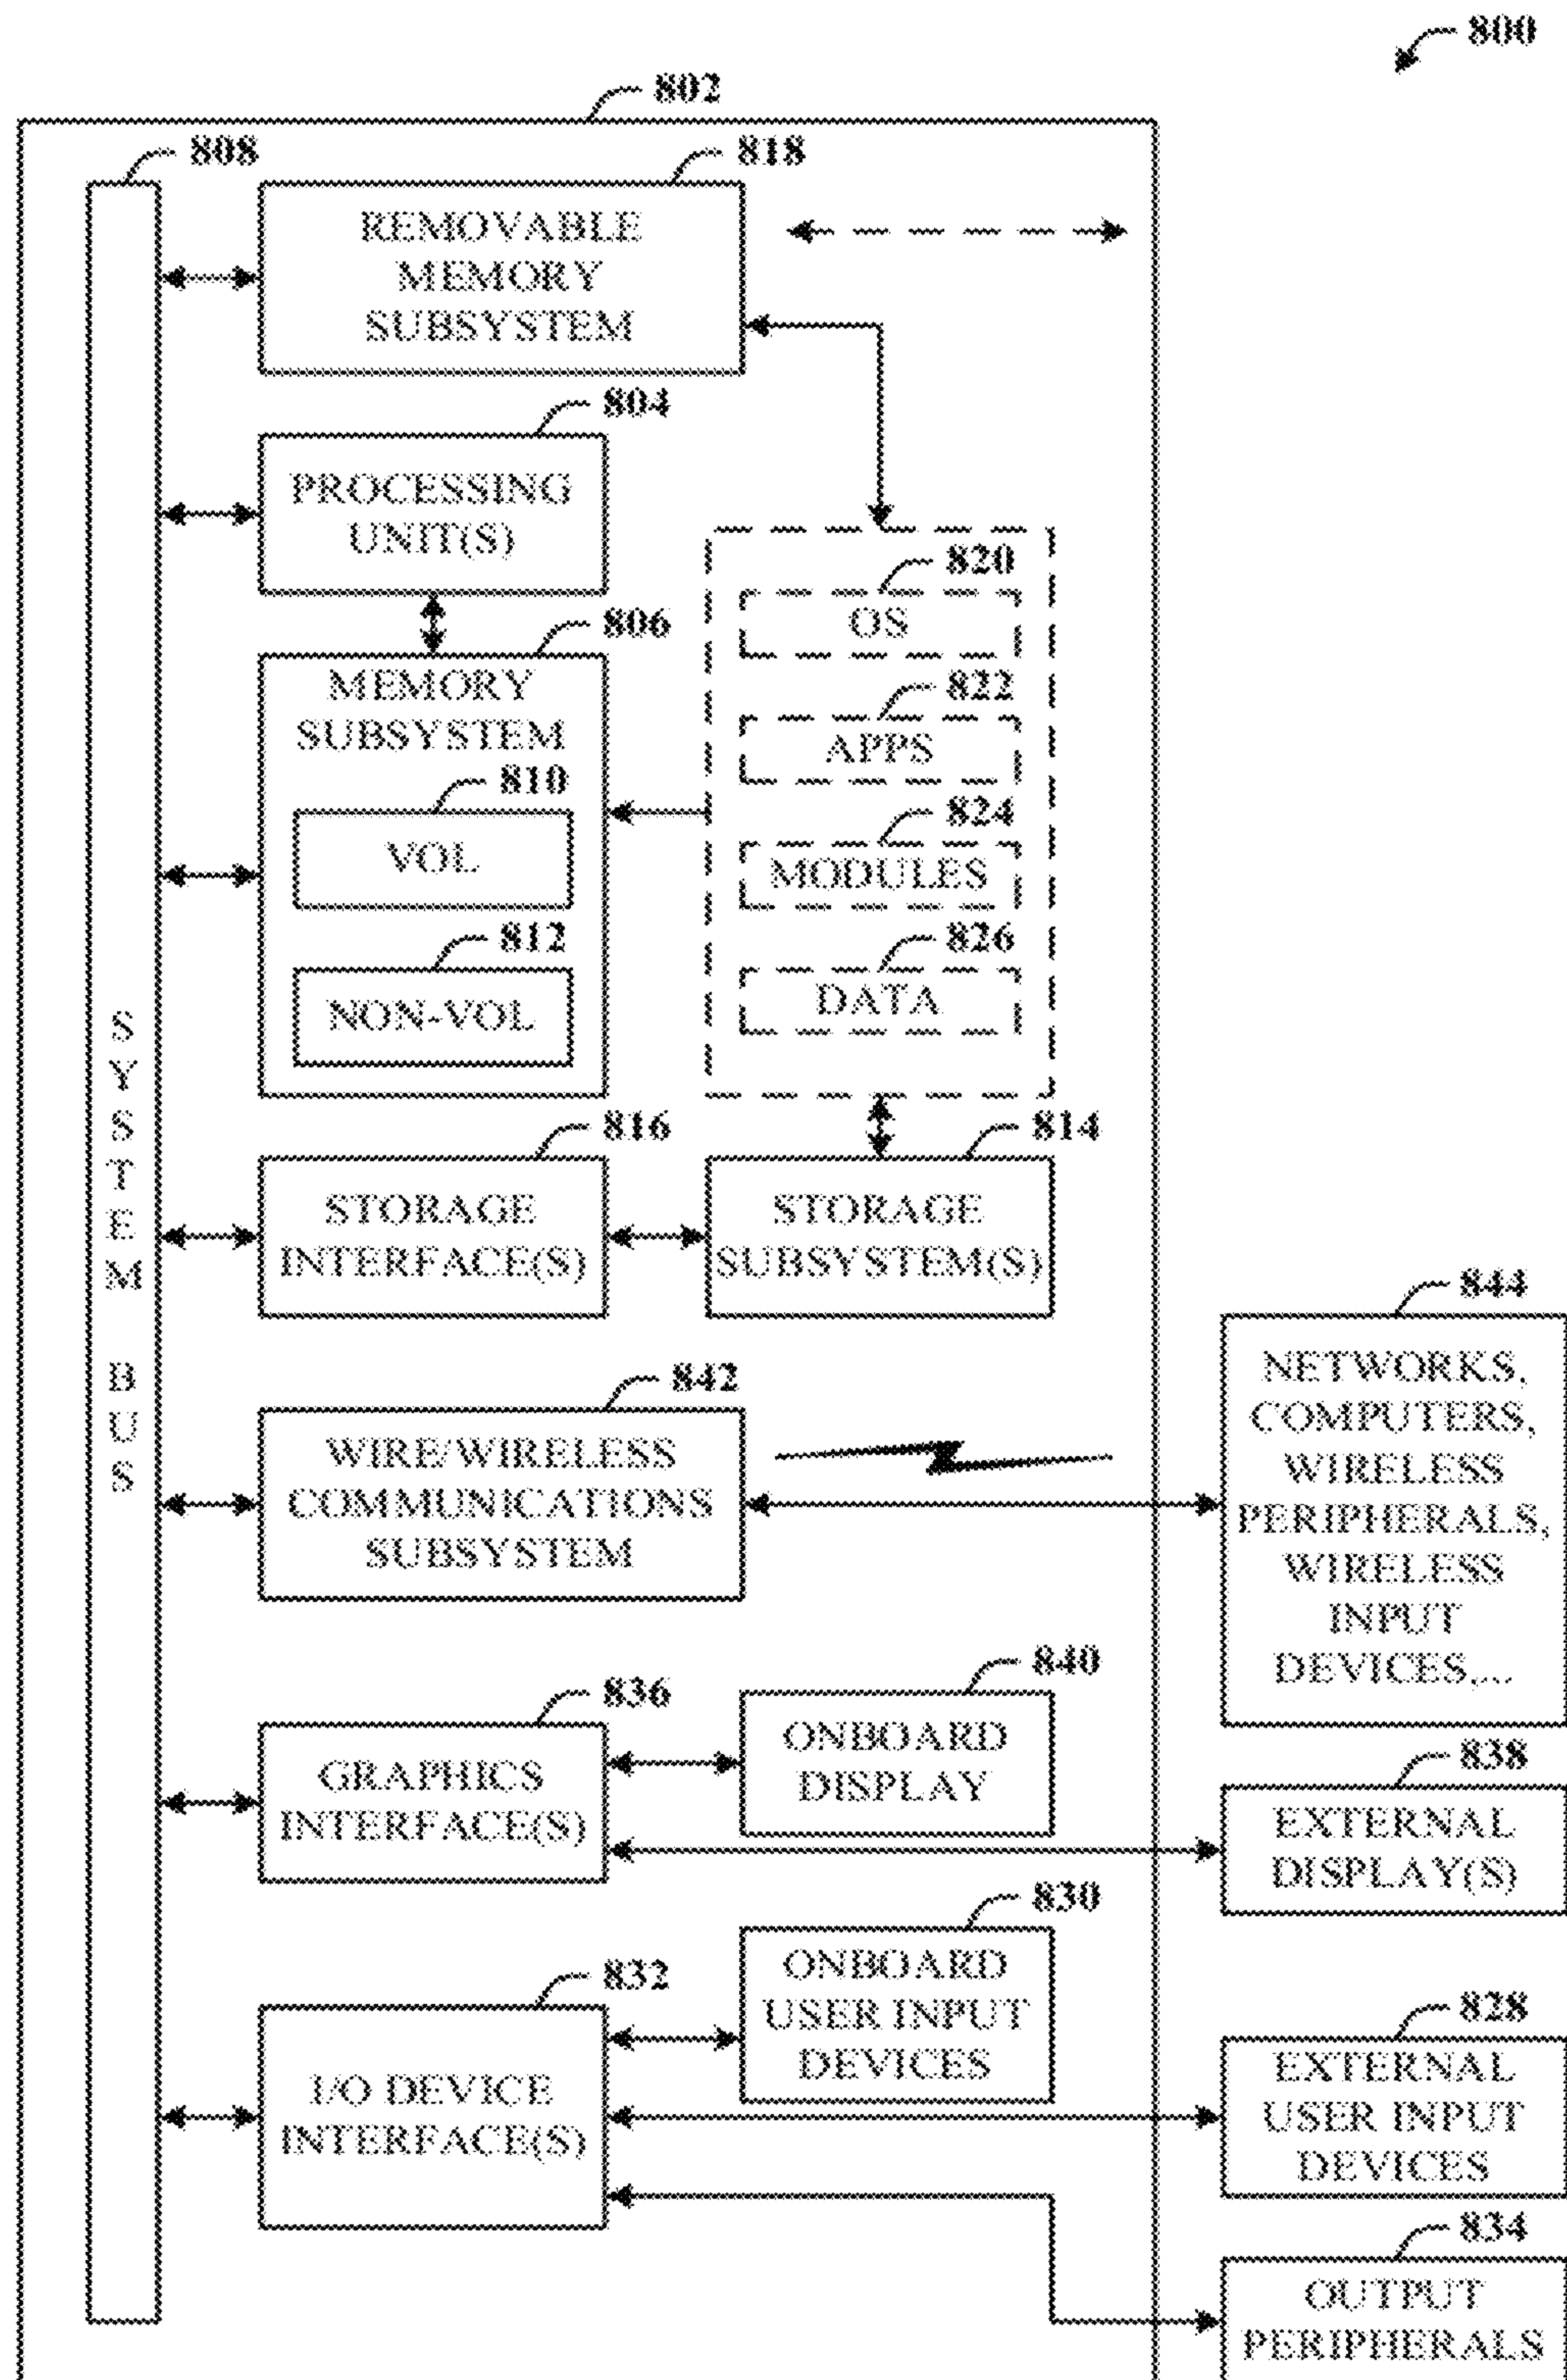 800
802
808
818
REMOVABLE
MEMORY
SUBSYSTEM
804
PROCESSING
UNIT(S)
806
MEMORY
SUBSYSTEM
810
VOL
812
NON-VOL
820
OS
822
APPS
824
MODULES
826
DATA
816
STORAGE
INTERFACE(S)
814
STORAGE
SUBSYSTEM(S)
SYSTEM BUS
842
WIRE/WIRELESS
COMMUNICATIONS
SUBSYSTEM
844
NETWORKS,
COMPUTERS,
WIRELESS
PERIPHERALS,
WIRELESS
INPUT
DEVICES,...
836
GRAPHICS
INTERFACE(S)
840
ONBOARD
DISPLAY
838
EXTERNAL
DISPLAY(S)
832
I/O DEVICE
INTERFACE(S)
830
ONBOARD
USER INPUT
DEVICES
828
EXTERNAL
USER INPUT
DEVICES
834
OUTPUT
PERIPHERALS